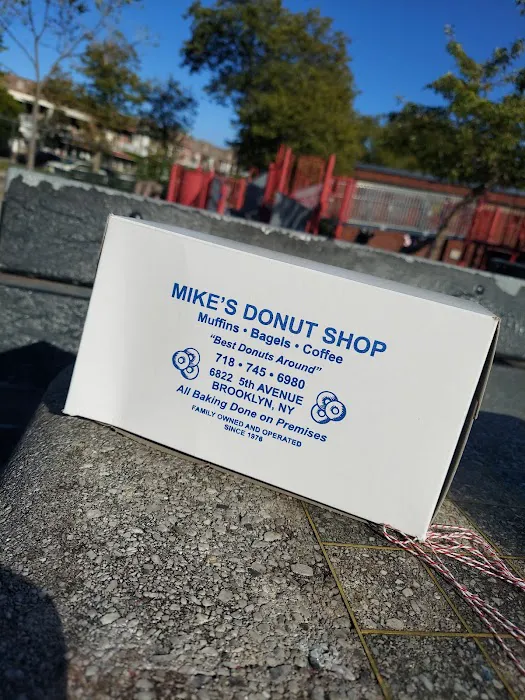 MIKE'S DONUT SHOP
Muffins • Bagels • Coffee
"Best Donuts Around"
718 • 745 • 6980
6822 5th AVENUE
BROOKLYN, NY
All Baking Done on Premises
FAMILY OWNED AND OPERATED
SINCE 1976